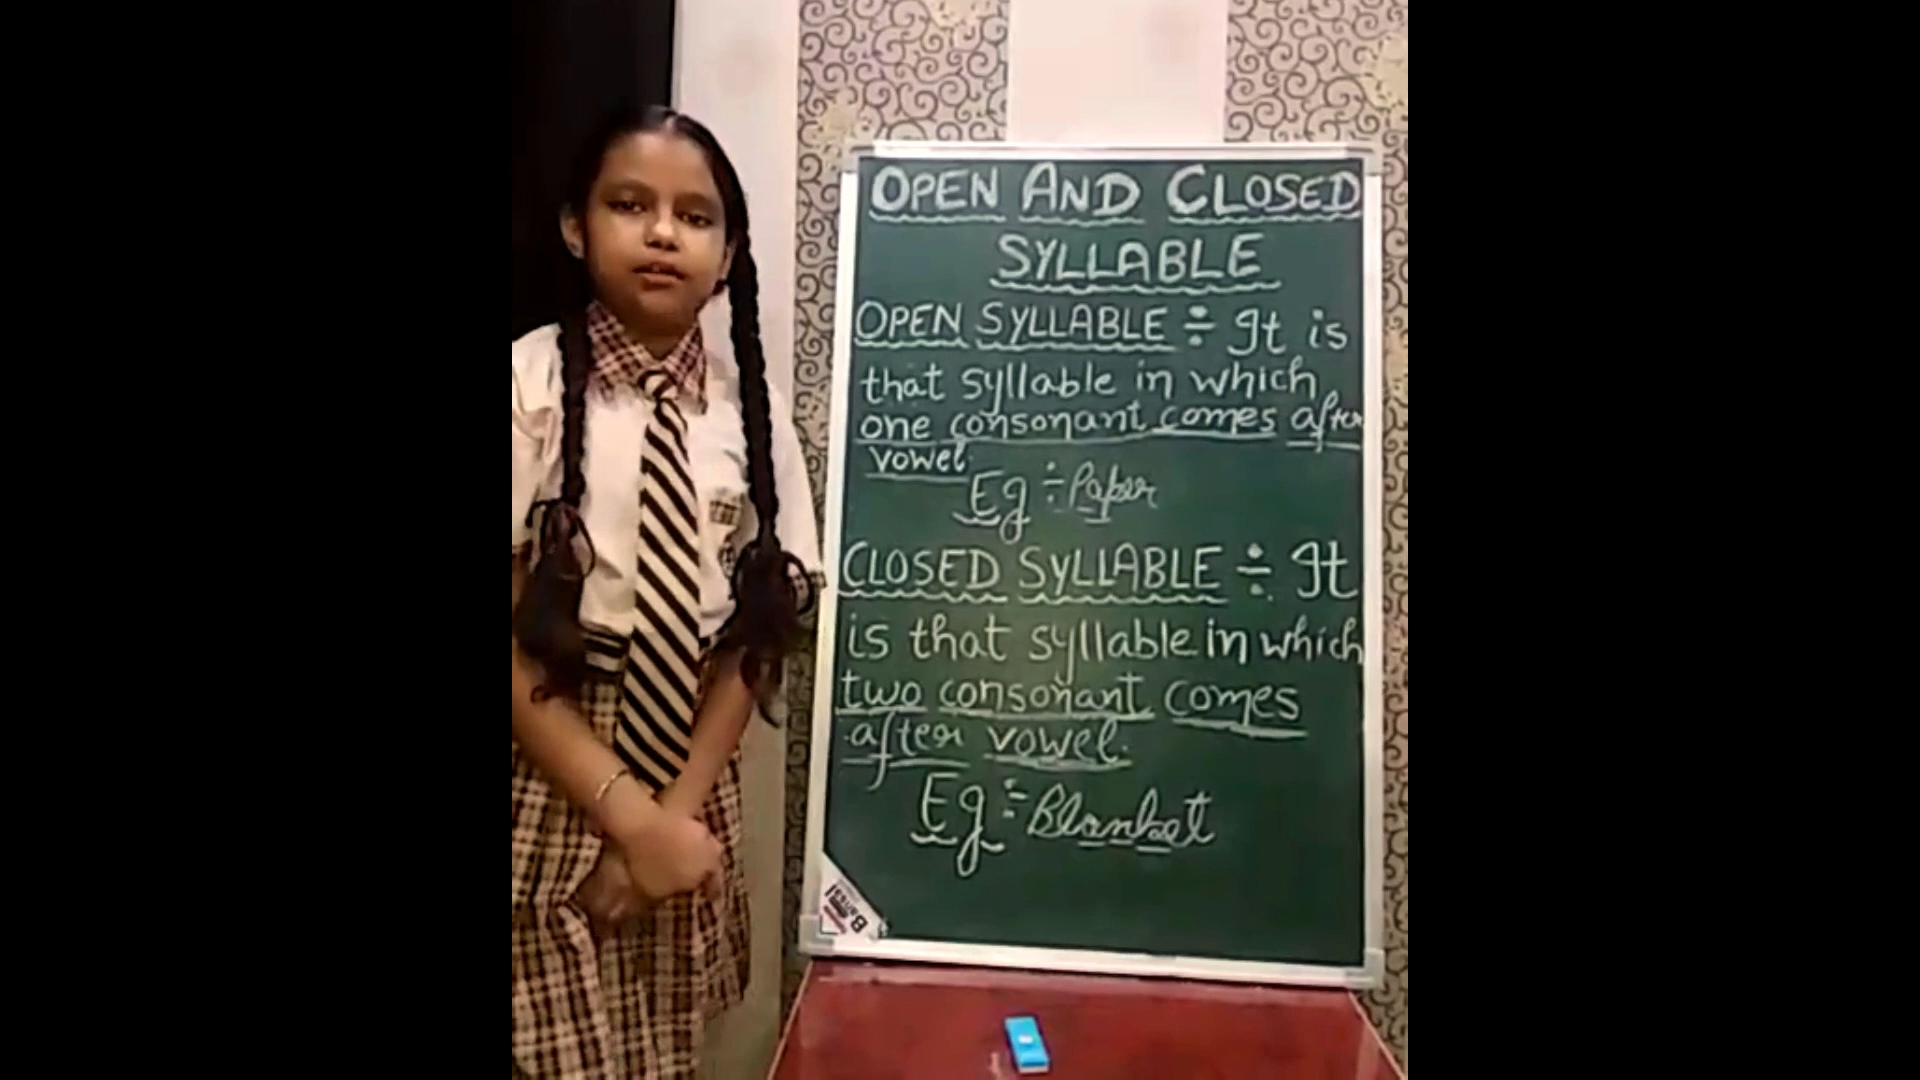 OPEN AND CLOSED
SYLLABLE
OPEN SYLLABLE ÷ It is
that syllable in which
one consonant comes after
vowel.
Eg ÷ Paper
CLOSED SYLLABLE ÷ It
is that syllable in which
two consonant comes
after vowel.
Eg ÷ Blanket